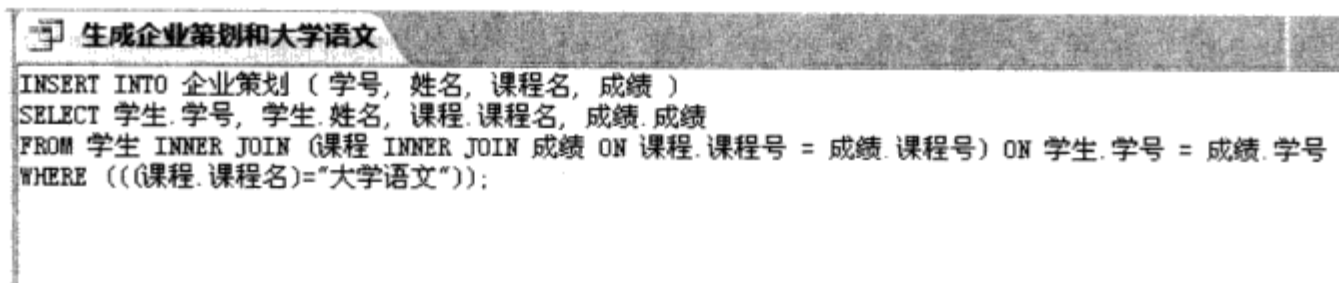 生成企业策划和大学语文
INSERT INTO 企业策划 ( 学号, 姓名, 课程名, 成绩 )
SELECT 学生.学号, 学生.姓名, 课程.课程名, 成绩.成绩
FROM 学生 INNER JOIN (课程 INNER JOIN 成绩 ON 课程.课程号 = 成绩.课程号) ON 学生.学号 = 成绩.学号
WHERE (((课程.课程名)="大学语文"));